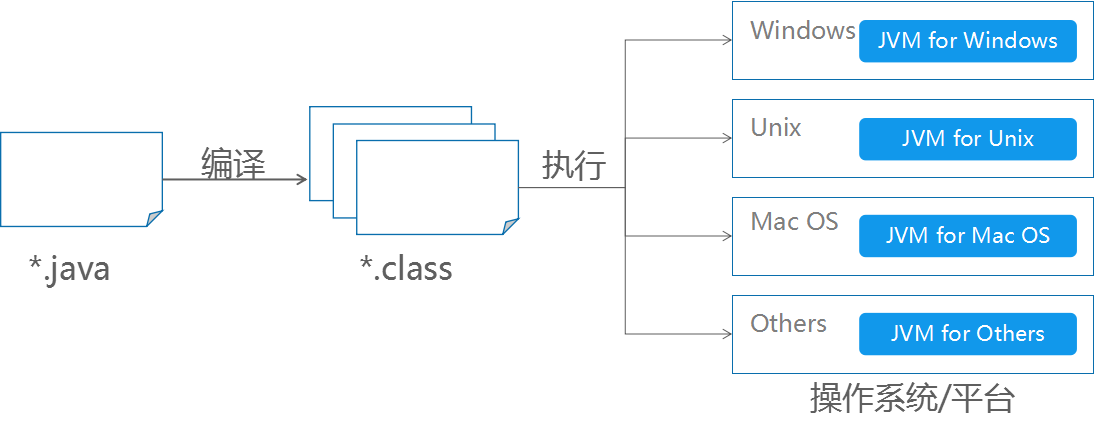 *.java
编译
*.class
执行
Windows
JVM for Windows
Unix
JVM for Unix
Mac OS
JVM for Mac OS
Others
JVM for Others
操作系统/平台